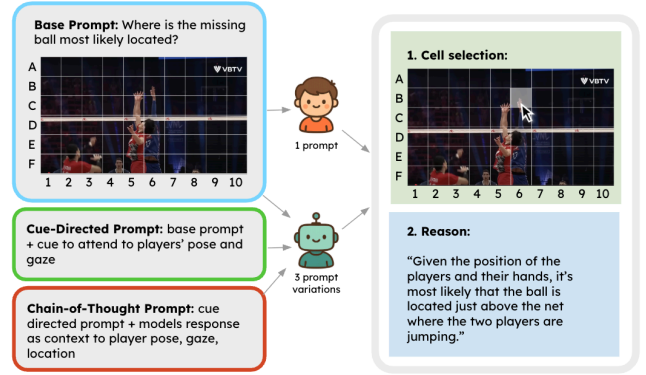 Base Prompt: Where is the missing
ball most likely located?
A
B
C
D
E
F
VBTV
1 2 3 4 5 6 7 8 9 10
Cue-Directed Prompt: base prompt
+ cue to attend to players' pose and
gaze
Chain-of-Thought Prompt: cue
directed prompt + models response
as context to player pose, gaze,
location
1 prompt
3 prompt
variations
1. Cell selection:
A
B
C
D
E
F
VBTV
1 2 3 4 5 6 7 8 9 10
2. Reason:
“Given the position of the
players and their hands, it’s
most likely that the ball is
located just above the net
where the two players are
jumping.”